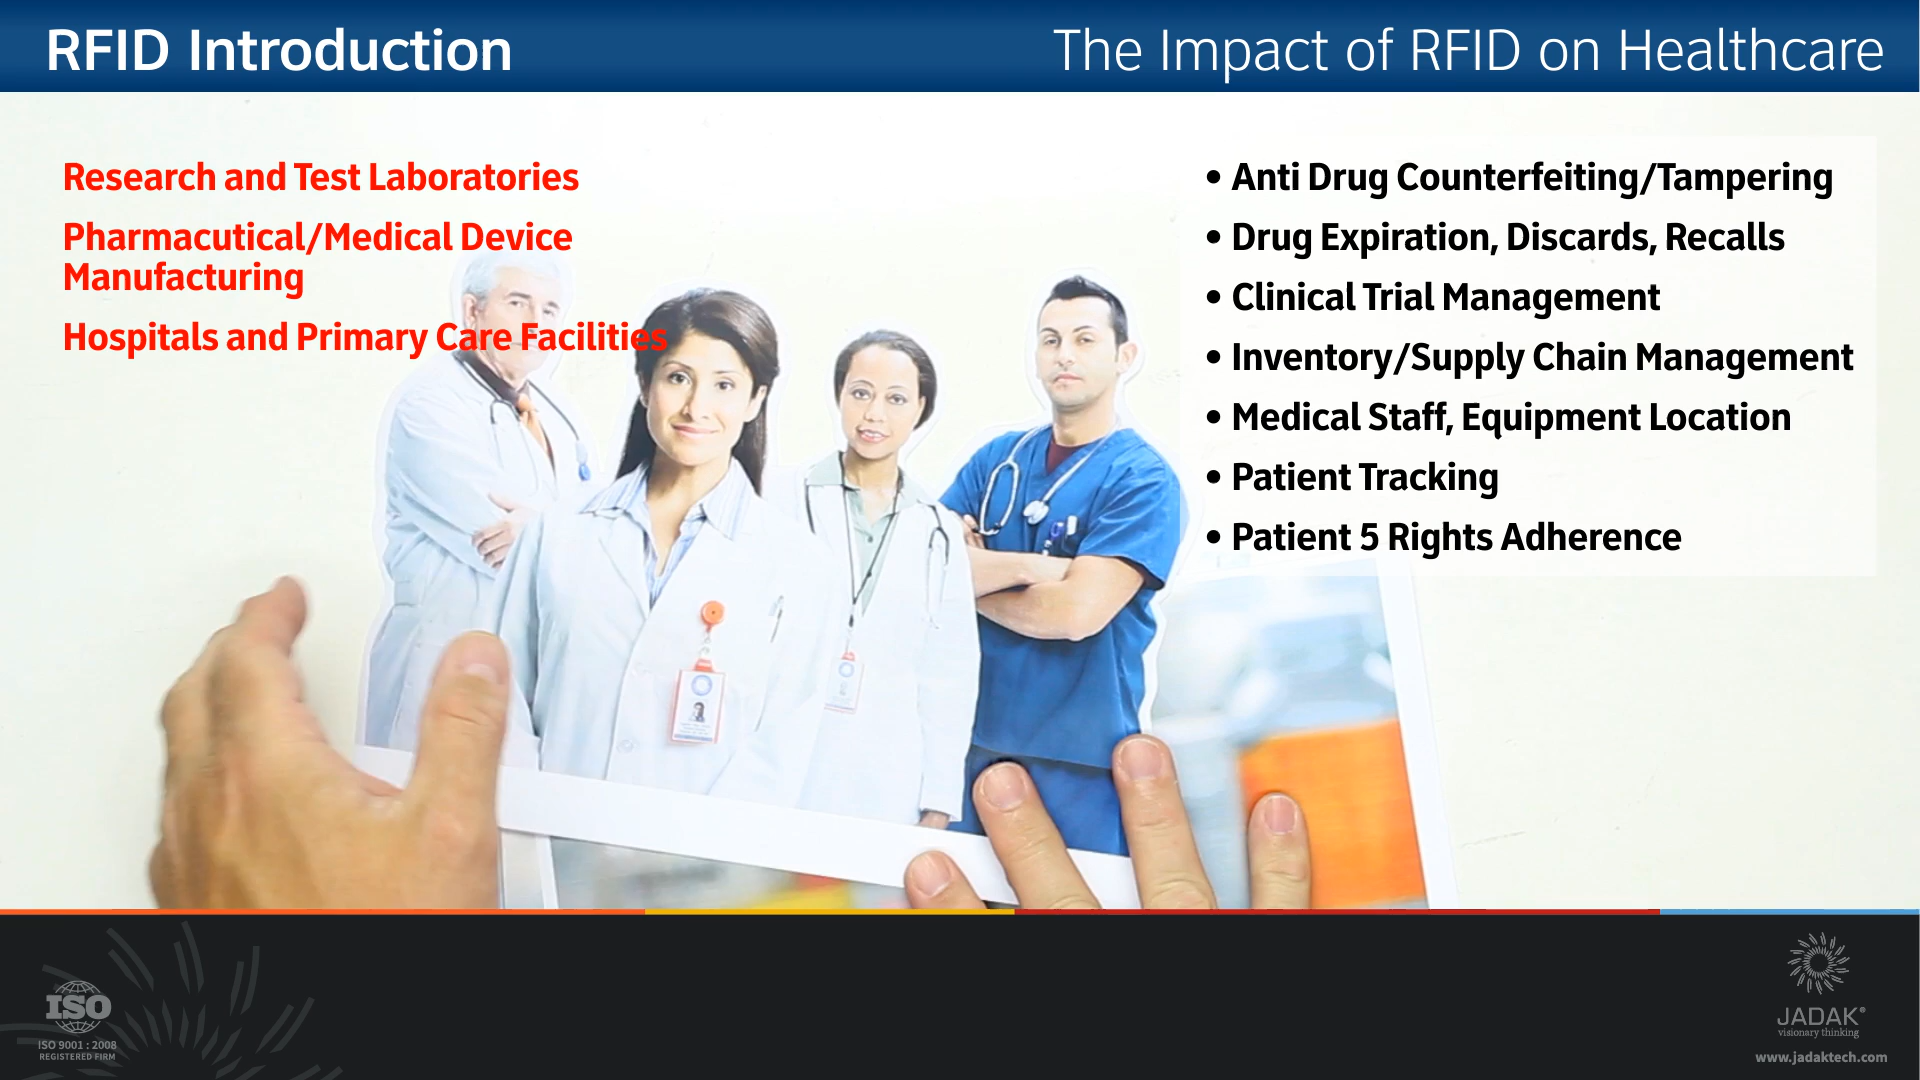 RFID Introduction
The Impact of RFID on Healthcare
Research and Test Laboratories
Pharmacutical/Medical Device
Manufacturing
Hospitals and Primary Care Facilities
• Anti Drug Counterfeiting/Tampering
• Drug Expiration, Discards, Recalls
• Clinical Trial Management
• Inventory/Supply Chain Management
• Medical Staff, Equipment Location
• Patient Tracking
• Patient 5 Rights Adherence
ISO
ISO 9001 : 2008
REGISTERED FIRM
JADAK®
visionary thinking
www.jadaktech.com